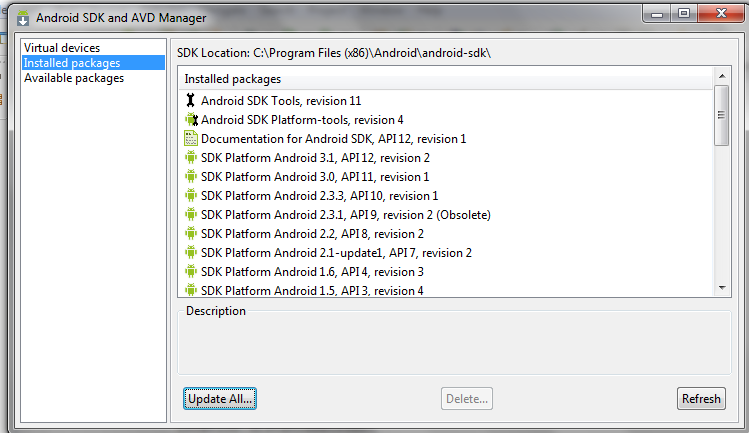 Android SDK and AVD Manager
Virtual devices
Installed packages
Available packages
SDK Location: C:\Program Files (x86)\Android\android-sdk\
Installed packages
Android SDK Tools, revision 11
Android SDK Platform-tools, revision 4
Documentation for Android SDK, API 12, revision 1
SDK Platform Android 3.1, API 12, revision 2
SDK Platform Android 3.0, API 11, revision 1
SDK Platform Android 2.3.3, API 10, revision 1
SDK Platform Android 2.3.1, API 9, revision 2 (Obsolete)
SDK Platform Android 2.2, API 8, revision 2
SDK Platform Android 2.1-update1, API 7, revision 2
SDK Platform Android 1.6, API 4, revision 3
SDK Platform Android 1.5, API 3, revision 4
Description
Update All...
Delete...
Refresh